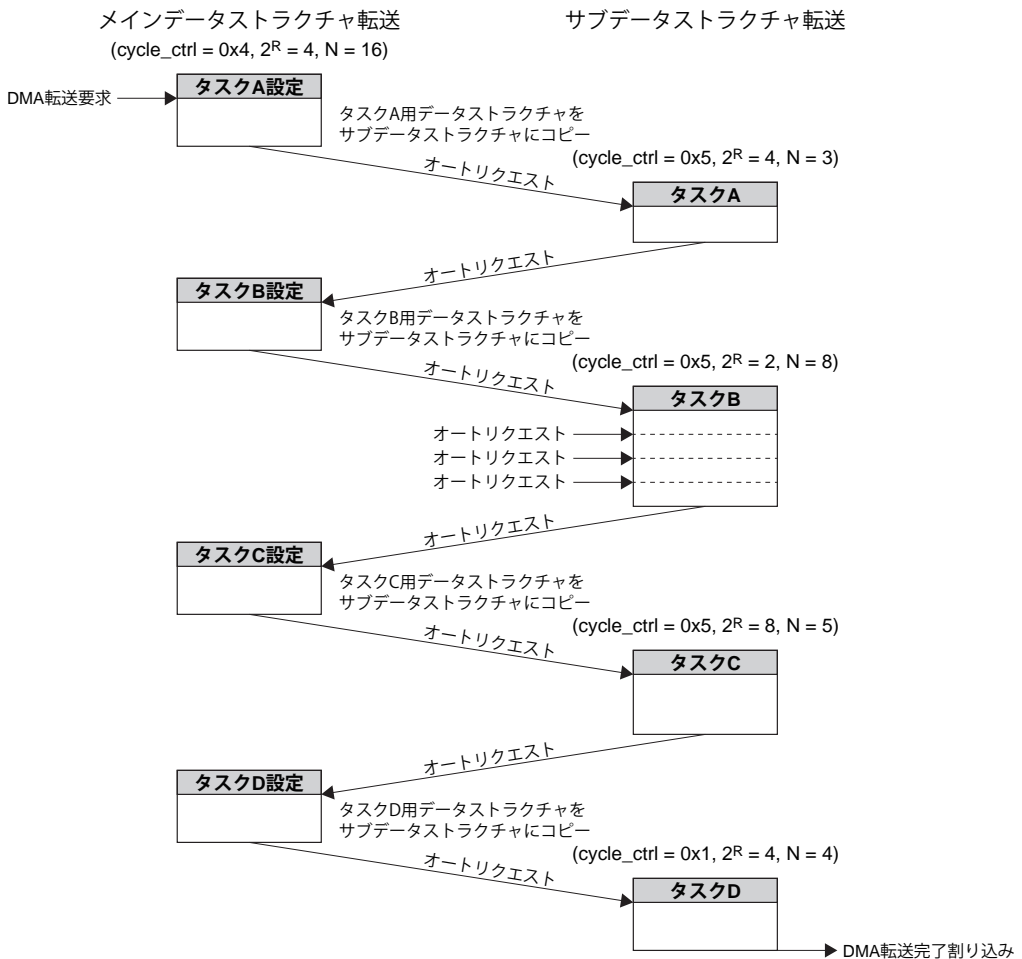 メインデータストラクチャ転送
サブデータストラクチャ転送
(cycle_ctrl = 0x4, 2ᴿ = 4, N = 16)
DMA転送要求
タスクA設定
タスクA用データストラクチャを
サブデータストラクチャにコピー
(cycle_ctrl = 0x5, 2ᴿ = 4, N = 3)
オートリクエスト
タスクA
オートリクエスト
タスクB設定
タスクB用データストラクチャを
サブデータストラクチャにコピー
(cycle_ctrl = 0x5, 2ᴿ = 2, N = 8)
オートリクエスト
タスクB
オートリクエスト
オートリクエスト
オートリクエスト
オートリクエスト
タスクC設定
タスクC用データストラクチャを
サブデータストラクチャにコピー
(cycle_ctrl = 0x5, 2ᴿ = 8, N = 5)
オートリクエスト
タスクC
オートリクエスト
タスクD設定
タスクD用データストラクチャを
サブデータストラクチャにコピー
(cycle_ctrl = 0x1, 2ᴿ = 4, N = 4)
オートリクエスト
タスクD
DMA転送完了割り込み